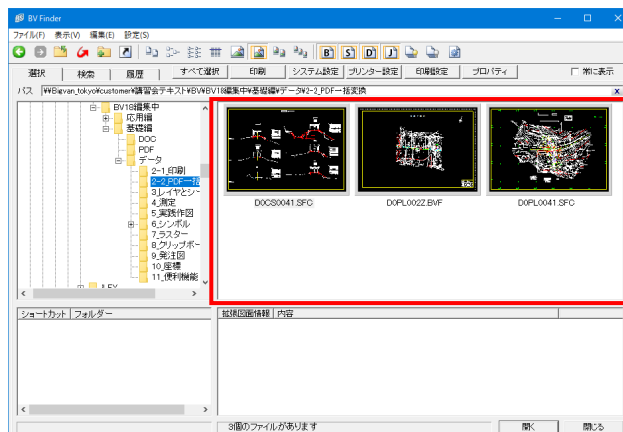 BV Finder
ファイル(F) 表示(V) 編集(E) 設定(S)
B S D J
選択 検索 履歴 すべて選択 印刷 システム設定 プリンター設定 印刷設定 プロパティ 常に表示
パス ¥¥Bigvan_tokyo¥customer¥講習会テキスト¥BV¥BV18編集中¥基礎編¥データ¥2-2_PDF一括変換
BV18編集中
応用編
基礎編
DOC
PDF
データ
2-1_印刷
2-2_PDF一括
3_レイヤとシー
4_測定
5_実践作図
6_シンボル
7_ラスター
8_クリップボー
9_発注図
10_座標
11_便利機能
D0CS0041.SFC D0PL002Z.BVF D0PL0041.SFC
ショートカット フォルダー
拡張図面情報 内容
3個のファイルがあります 開く 閉じる